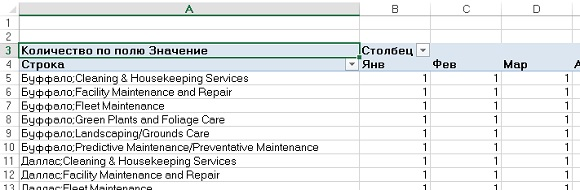 A B C D
1
2
3 Количество по полю Значение Столбец
4 Строка Янв Фев Мар
5 Буффало;Cleaning & Housekeeping Services 1 1 1
6 Буффало;Facility Maintenance and Repair 1 1 1
7 Буффало;Fleet Maintenance 1 1 1
8 Буффало;Green Plants and Foliage Care 1 1 1
9 Буффало;Landscaping/Grounds Care 1 1 1
10 Буффало;Predictive Maintenance/Preventative Maintenance 1 1 1
11 Даллас;Cleaning & Housekeeping Services 1 1 1
12 Даллас;Facility Maintenance and Repair 1 1 1
13 Даллас;Fleet Maintenance 1 1 1